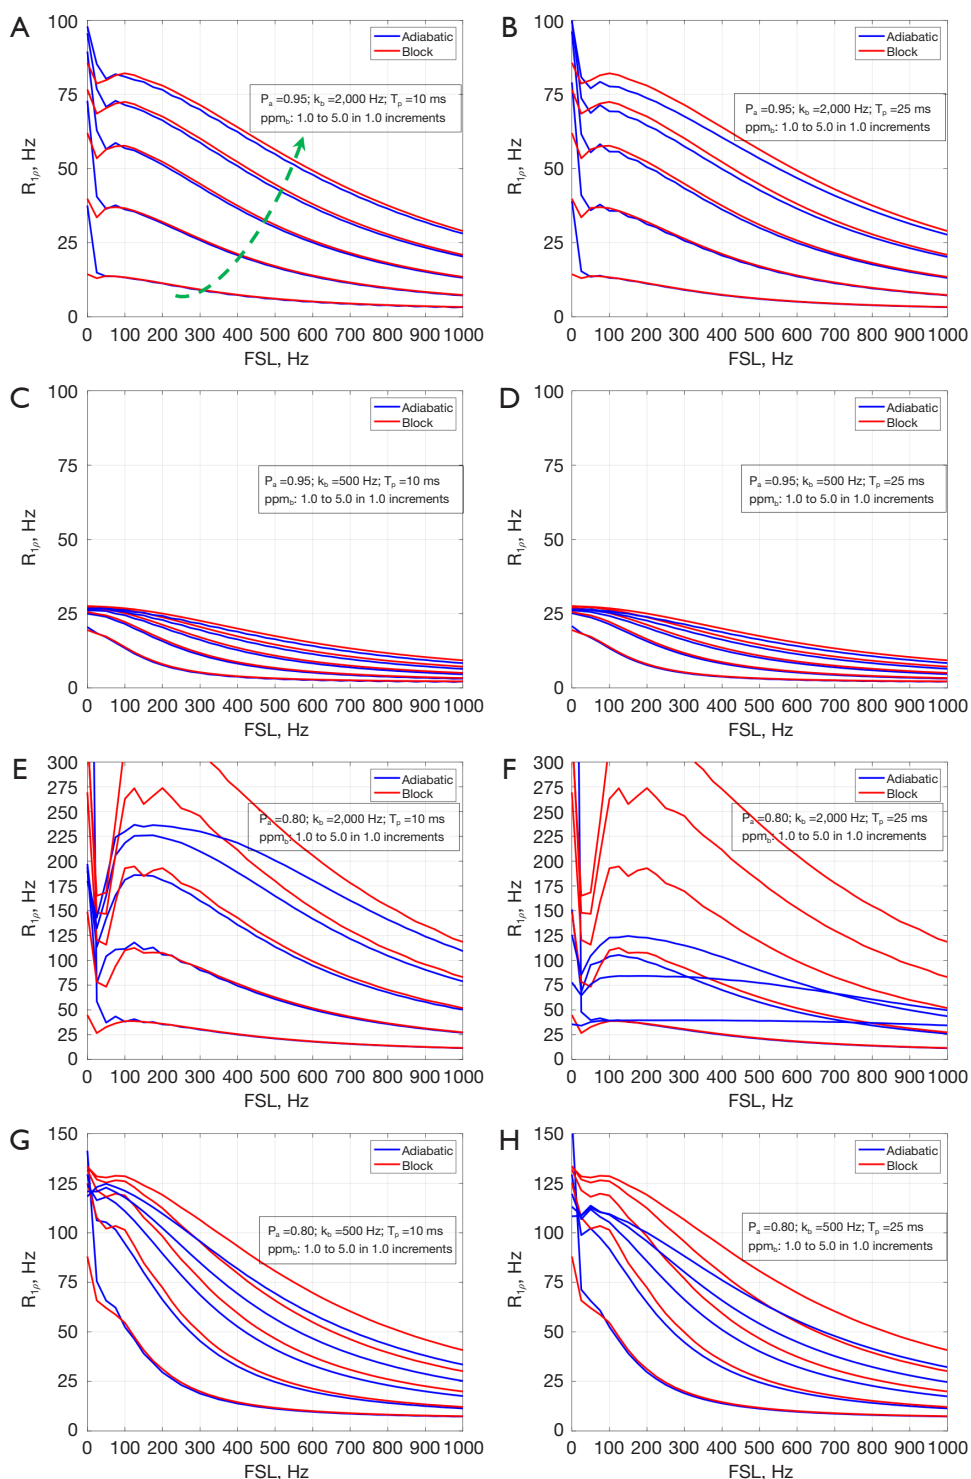 A
100
75
50
25
0
R1ρ, Hz
Adiabatic
Block
Pa =0.95; kb =2,000 Hz; Tp =10 ms
ppmb: 1.0 to 5.0 in 1.0 increments
0 100 200 300 400 500 600 700 800 900 1000
FSL, Hz
B
100
75
50
25
0
R1ρ, Hz
Adiabatic
Block
Pa =0.95; kb =2,000 Hz; Tp =25 ms
ppmb: 1.0 to 5.0 in 1.0 increments
0 100 200 300 400 500 600 700 800 900 1000
FSL, Hz
C
100
75
50
25
0
R1ρ, Hz
Adiabatic
Block
Pa =0.95; kb =500 Hz; Tp =10 ms
ppmb: 1.0 to 5.0 in 1.0 increments
0 100 200 300 400 500 600 700 800 900 1000
FSL, Hz
D
100
75
50
25
0
R1ρ, Hz
Adiabatic
Block
Pa =0.95; kb =500 Hz; Tp =25 ms
ppmb: 1.0 to 5.0 in 1.0 increments
0 100 200 300 400 500 600 700 800 900 1000
FSL, Hz
E
300
275
250
225
200
175
150
125
100
75
50
25
0
R1ρ, Hz
Adiabatic
Block
Pa =0.80; kb =2,000 Hz; Tp =10 ms
ppmb: 1.0 to 5.0 in 1.0 increments
0 100 200 300 400 500 600 700 800 900 1000
FSL, Hz
F
300
275
250
225
200
175
150
125
100
75
50
25
0
R1ρ, Hz
Adiabatic
Block
Pa =0.80; kb =2,000 Hz; Tp =25 ms
ppmb: 1.0 to 5.0 in 1.0 increments
0 100 200 300 400 500 600 700 800 900 1000
FSL, Hz
G
150
125
100
75
50
25
0
R1ρ, Hz
Adiabatic
Block
Pa =0.80; kb =500 Hz; Tp =10 ms
ppmb: 1.0 to 5.0 in 1.0 increments
0 100 200 300 400 500 600 700 800 900 1000
FSL, Hz
H
150
125
100
75
50
25
0
R1ρ, Hz
Adiabatic
Block
Pa =0.80; kb =500 Hz; Tp =25 ms
ppmb: 1.0 to 5.0 in 1.0 increments
0 100 200 300 400 500 600 700 800 900 1000
FSL, Hz